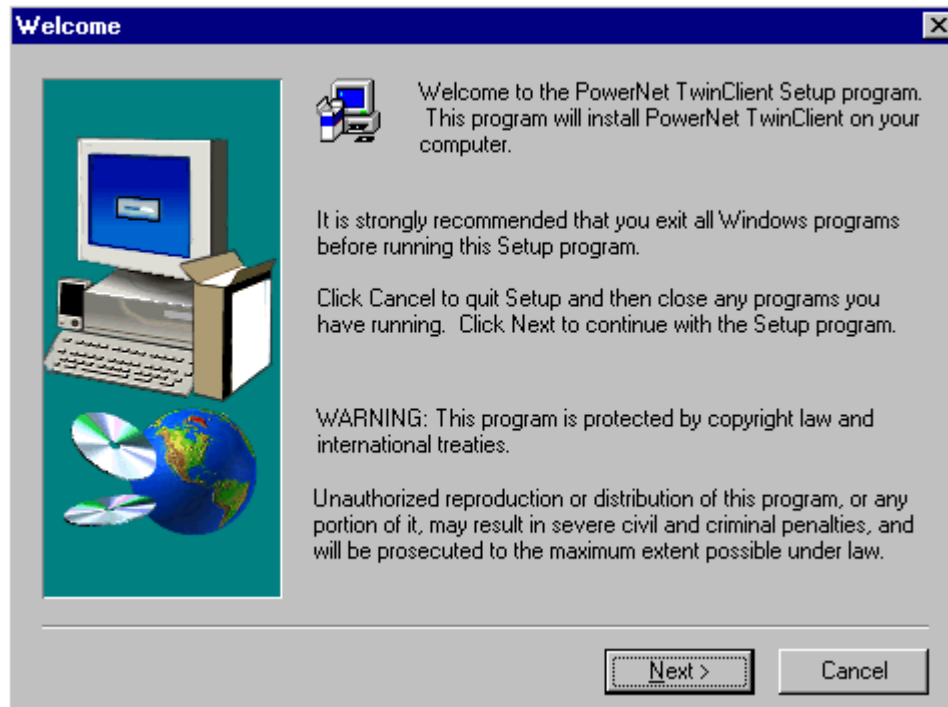 Welcome
Welcome to the PowerNet TwinClient Setup program.
This program will install PowerNet TwinClient on your
computer.
It is strongly recommended that you exit all Windows programs
before running this Setup program.
Click Cancel to quit Setup and then close any programs you
have running.  Click Next to continue with the Setup program.
WARNING: This program is protected by copyright law and
international treaties.
Unauthorized reproduction or distribution of this program, or any
portion of it, may result in severe civil and criminal penalties, and
will be prosecuted to the maximum extent possible under law.
Next >
Cancel